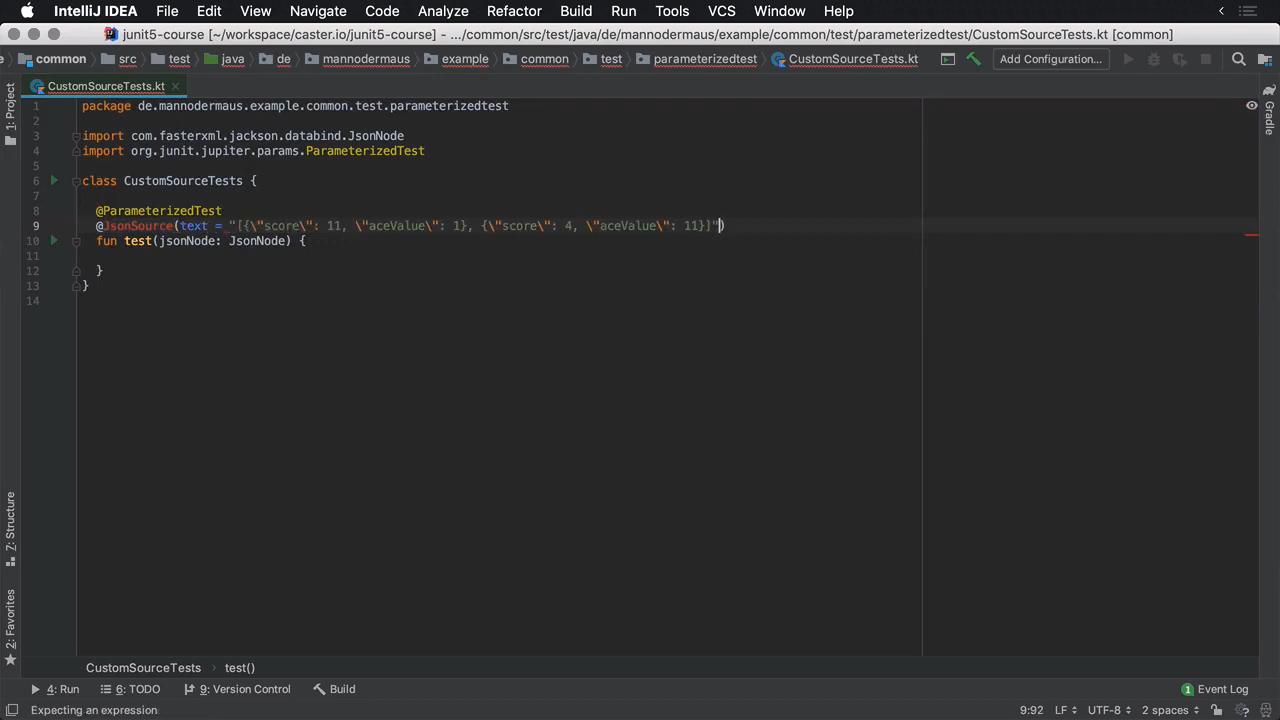 IntelliJ IDEA File Edit View Navigate Code Analyze Refactor Build Run Tools VCS Window Help
junit5-course [~/workspace/caster.io/junit5-course] - .../common/src/test/java/de/mannodermaus/example/common/test/parameterizedtest/CustomSourceTests.kt [common]
common src test java de mannodermaus example common test parameterizedtest CustomSourceTests.kt Add Configuration...
CustomSourceTests.kt
1: Project
Gradle
1 package de.mannodermaus.example.common.test.parameterizedtest
2
3 import com.fasterxml.jackson.databind.JsonNode
4 import org.junit.jupiter.params.ParameterizedTest
5
6 class CustomSourceTests {
7
8 @ParameterizedTest
9 @JsonSource(text = "[{\"score\": 11, \"aceValue\": 1}, {\"score\": 4, \"aceValue\": 11}]")
10 fun test(jsonNode: JsonNode) {
11
12 }
13 }
14
Z: Structure
2: Favorites
CustomSourceTests test()
4: Run 6: TODO 9: Version Control Build 1 Event Log
Expecting an expression 9:92 LF UTF-8 2 spaces